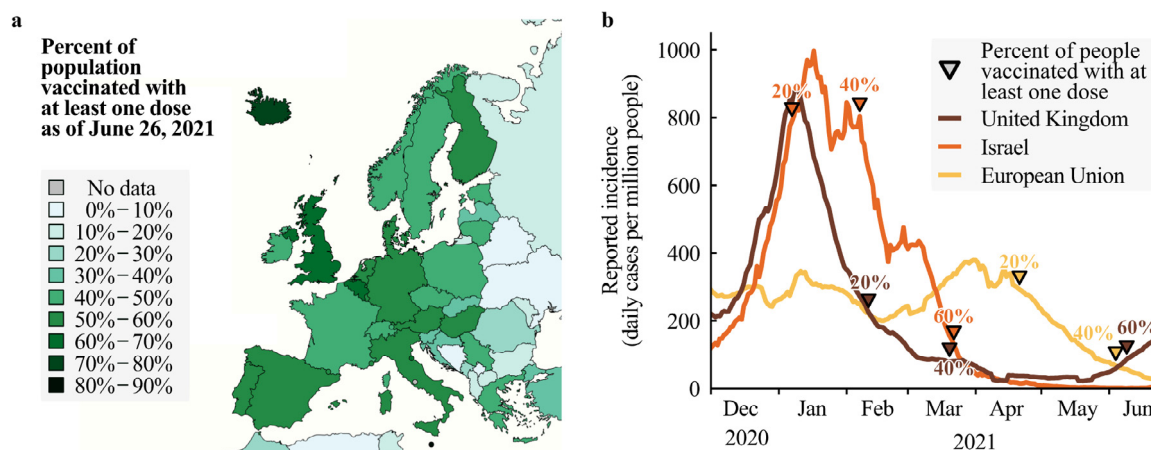 a
Percent of
population
vaccinated with
at least one dose
as of June 26, 2021
No data
0%–10%
10%–20%
20%–30%
30%–40%
40%–50%
50%–60%
60%–70%
70%–80%
80%–90%
b
Reported incidence
(daily cases per million people)
1000
800
600
400
200
0
Percent of people
vaccinated with at
least one dose
United Kingdom
Israel
European Union
20%
40%
20%
60%
40%
20%
40%
60%
Dec
Jan
Feb
Mar
Apr
May
Jun
2020
2021